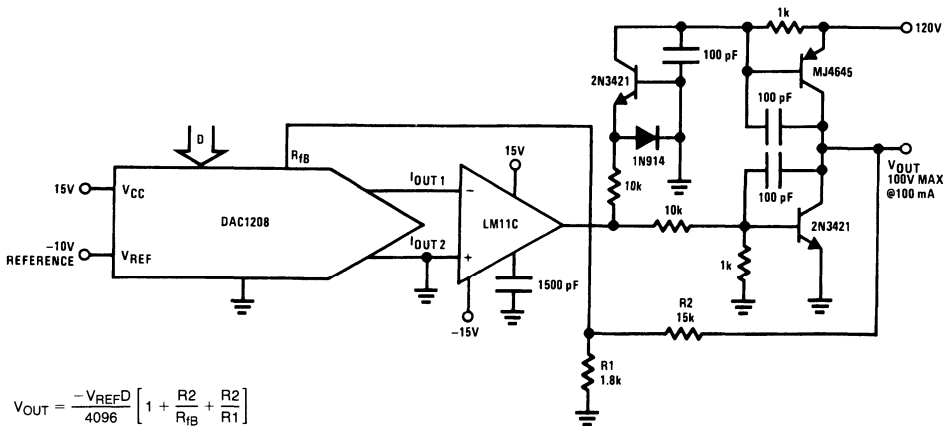 1k
120V
2N3421
100 pF
MJ4645
100 pF
D
RfB
15V
1N914
VOUT
100V MAX
@100 mA
15V
VCC
IOUT 1
10k
100 pF
DAC1208
−
LM11C
10k
2N3421
−10V
REFERENCE
VREF
IOUT 2
+
1k
1500 pF
−15V
R2
15k
R1
1.8k
VOUT = −VREFD / 4096 [ 1 + R2 / RfB + R2 / R1 ]